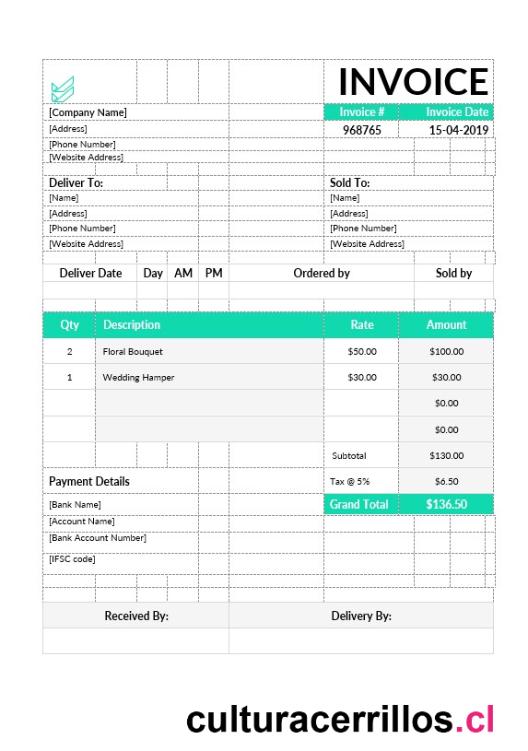 INVOICE
[Company Name] Invoice # Invoice Date
[Address] 968765 15-04-2019
[Phone Number]
[Website Address]
Deliver To: Sold To:
[Name] [Name]
[Address] [Address]
[Phone Number] [Phone Number]
[Website Address] [Website Address]
Deliver Date Day AM PM Ordered by Sold by
Qty Description Rate Amount
2 Floral Bouquet $50.00 $100.00
1 Wedding Hamper $30.00 $30.00
$0.00
$0.00
Subtotal $130.00
Payment Details Tax @ 5% $6.50
[Bank Name] Grand Total $136.50
[Account Name]
[Bank Account Number]
[IFSC code]
Received By: Delivery By:
culturacerrillos.cl